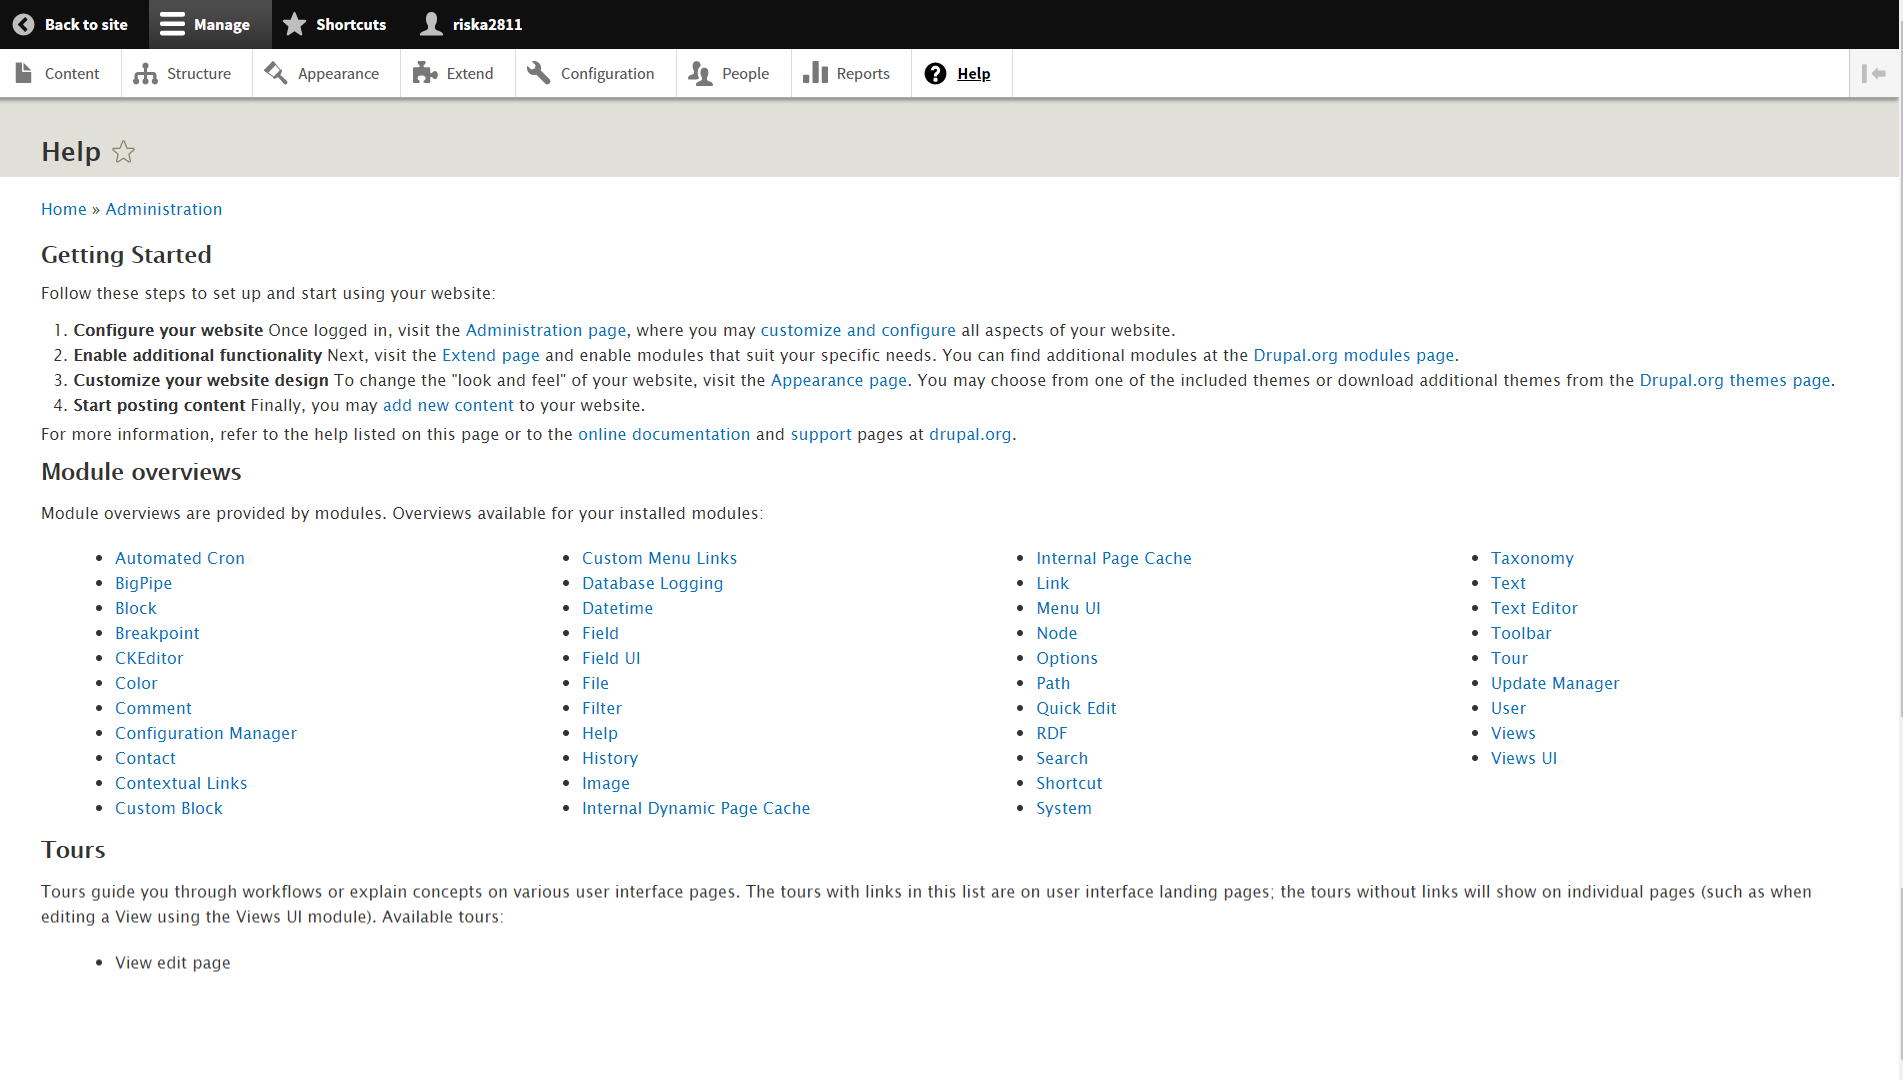 Back to site Manage Shortcuts riska2811
Content Structure Appearance Extend Configuration People Reports Help
Help
Home » Administration
Getting Started
Follow these steps to set up and start using your website:
1. Configure your website Once logged in, visit the Administration page, where you may customize and configure all aspects of your website.
2. Enable additional functionality Next, visit the Extend page and enable modules that suit your specific needs. You can find additional modules at the Drupal.org modules page.
3. Customize your website design To change the "look and feel" of your website, visit the Appearance page. You may choose from one of the included themes or download additional themes from the Drupal.org themes page.
4. Start posting content Finally, you may add new content to your website.
For more information, refer to the help listed on this page or to the online documentation and support pages at drupal.org.
Module overviews
Module overviews are provided by modules. Overviews available for your installed modules:
Automated Cron
BigPipe
Block
Breakpoint
CKEditor
Color
Comment
Configuration Manager
Contact
Contextual Links
Custom Block
Custom Menu Links
Database Logging
Datetime
Field
Field UI
File
Filter
Help
History
Image
Internal Dynamic Page Cache
Internal Page Cache
Link
Menu UI
Node
Options
Path
Quick Edit
RDF
Search
Shortcut
System
Taxonomy
Text
Text Editor
Toolbar
Tour
Update Manager
User
Views
Views UI
Tours
Tours guide you through workflows or explain concepts on various user interface pages. The tours with links in this list are on user interface landing pages; the tours without links will show on individual pages (such as when
editing a View using the Views UI module). Available tours:
View edit page